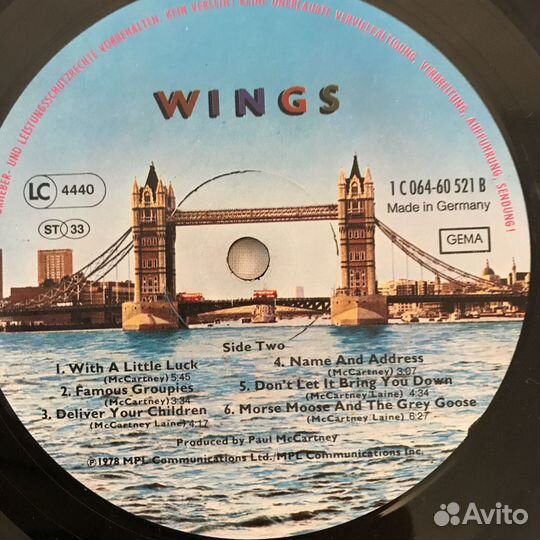 URHEBER- UND LEISTUNGSSCHUTZRECHTE VORBEHALTEN. KEIN VERLEIH! KEINE UNERLAUBTE VERVIELFÄLTIGUNG, VERBREITUNG, AUFFÜHRUNG, SENDUNG!
WINGS
LC 4440
ST 33
1 C 064-60 521 B
Made in Germany
GEMA
Side Two
1. With A Little Luck
(McCartney) 5:45
2. Famous Groupies
(McCartney) 3:34
3. Deliver Your Children
(McCartney Laine) 4:17
4. Name And Address
(McCartney) 3:07
5. Don't Let It Bring You Down
(McCartney Laine) 4:34
6. Morse Moose And The Grey Goose
(McCartney Laine) 6:27
Produced by Paul McCartney
℗1978 MPL Communications Ltd./MPL Communications Inc.
Avito